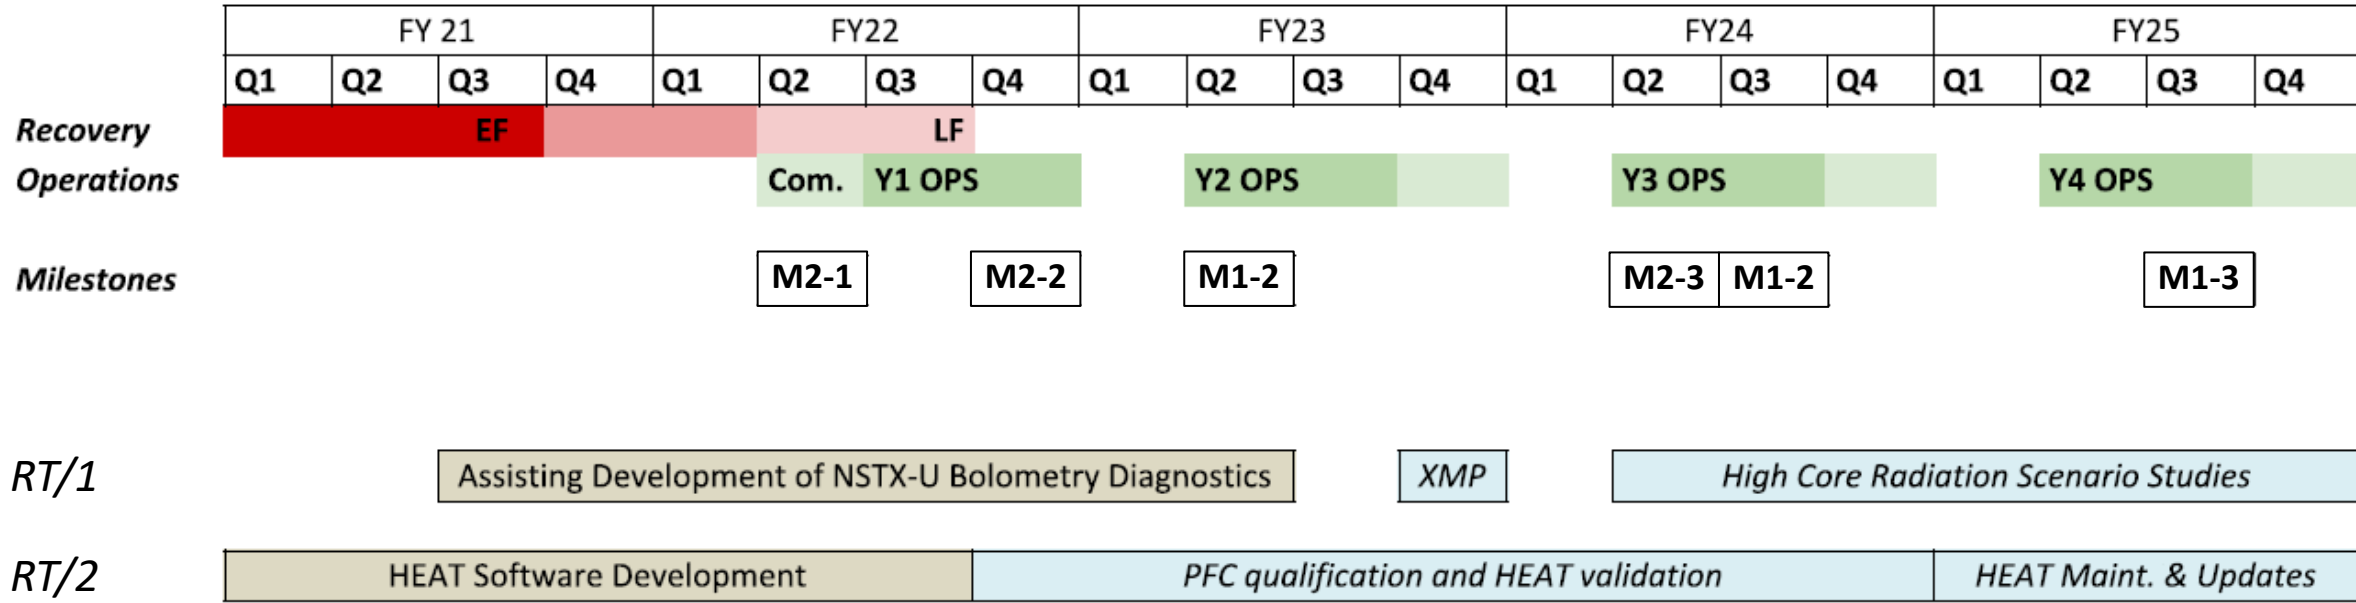 FY 21 FY22 FY23 FY24 FY25
Q1 Q2 Q3 Q4 Q1 Q2 Q3 Q4 Q1 Q2 Q3 Q4 Q1 Q2 Q3 Q4 Q1 Q2 Q3 Q4
Recovery EF LF
Operations Com. Y1 OPS Y2 OPS Y3 OPS Y4 OPS
Milestones M2-1 M2-2 M1-2 M2-3 M1-2 M1-3
RT/1 Assisting Development of NSTX-U Bolometry Diagnostics XMP High Core Radiation Scenario Studies
RT/2 HEAT Software Development PFC qualification and HEAT validation HEAT Maint. & Updates